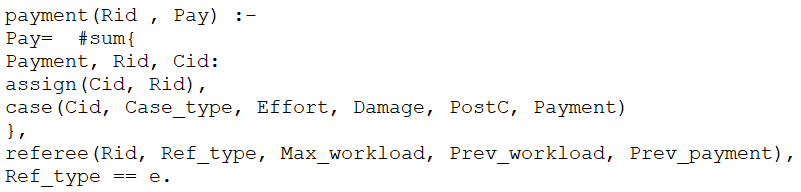 payment(Rid , Pay) :-
Pay=  #sum{
Payment, Rid, Cid:
assign(Cid, Rid),
case(Cid, Case_type, Effort, Damage, PostC, Payment)
},
referee(Rid, Ref_type, Max_workload, Prev_workload, Prev_payment),
Ref_type == e.